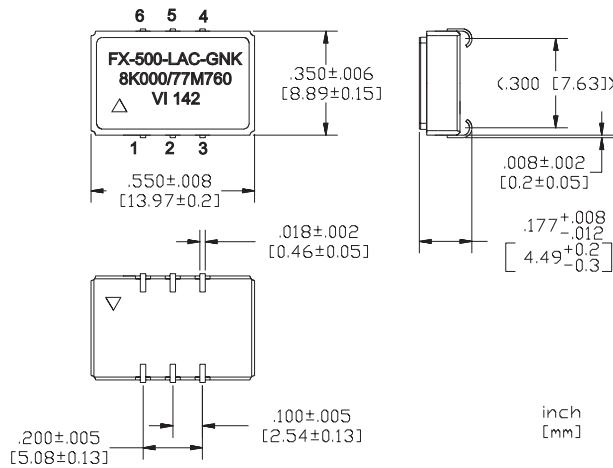 6 5 4
FX-500-LAC-GNK
8K000/77M760
VI 142
1 2 3
.350±.006
[8.89±0.15]
(.300 [7.63])
.550±.008
[13.97±0.2]
.008±.002
[0.2±0.05]
.018±.002
[0.46±0.05]
.177+.008
-.012
[4.49+0.2
-0.3]
.100±.005
[2.54±0.13]
.200±.005
[5.08±0.13]
inch
[mm]